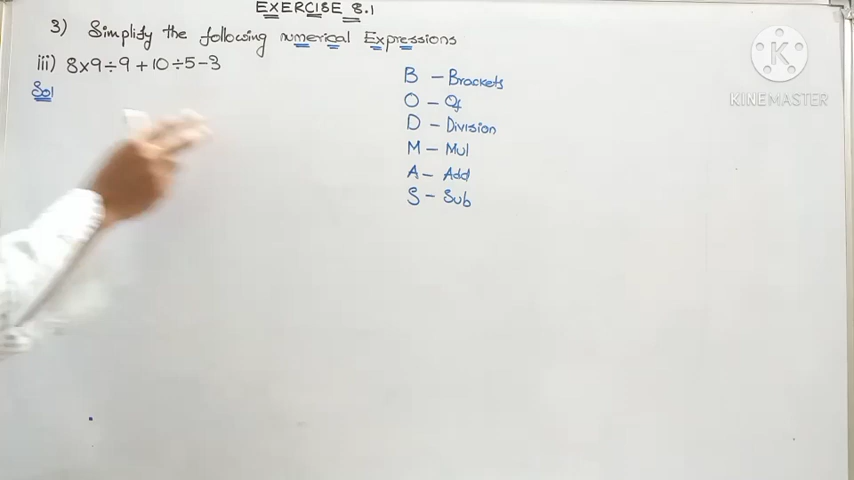 EXERCISE 8.1
3) Simplify the following numerical Expressions
iii) 8×9÷9+10÷5-3
Sol
B - Brackets
O - Of
D - Division
M - Mul
A - Add
S - Sub
K
KINEMASTER